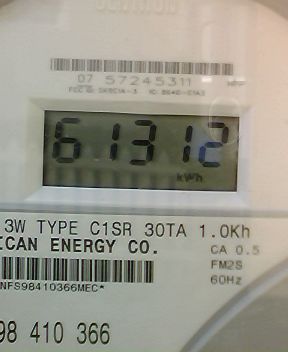 07 57245311
61312
kWh
3W TYPE C1SR 30TA 1.0Kh
ICAN ENERGY CO.
CA 0.5
FM2S
60Hz
NFS98410366MEC*
98 410 366